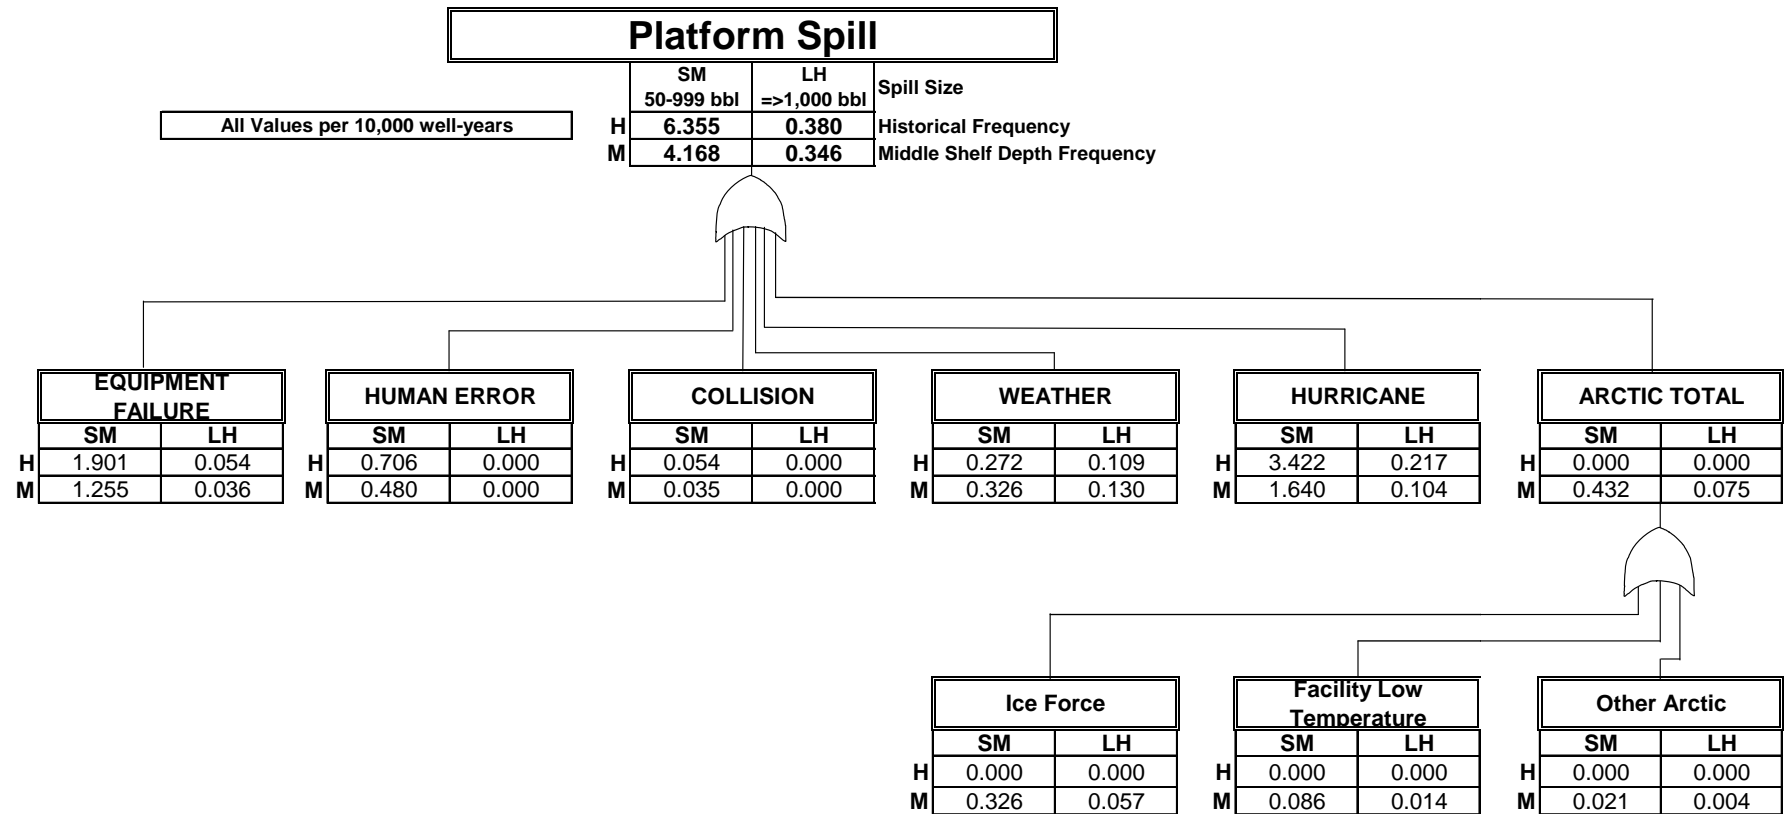 Platform Spill
SM LH
50-999 bbl =>1,000 bbl Spill Size
All Values per 10,000 well-years H 6.355 0.380 Historical Frequency
M 4.168 0.346 Middle Shelf Depth Frequency
EQUIPMENT
FAILURE
SM LH
H 1.901 0.054
M 1.255 0.036
HUMAN ERROR
SM LH
H 0.706 0.000
M 0.480 0.000
COLLISION
SM LH
H 0.054 0.000
M 0.035 0.000
WEATHER
SM LH
H 0.272 0.109
M 0.326 0.130
HURRICANE
SM LH
H 3.422 0.217
M 1.640 0.104
ARCTIC TOTAL
SM LH
H 0.000 0.000
M 0.432 0.075
Ice Force
SM LH
H 0.000 0.000
M 0.326 0.057
Facility Low
Temperature
SM LH
H 0.000 0.000
M 0.086 0.014
Other Arctic
SM LH
H 0.000 0.000
M 0.021 0.004